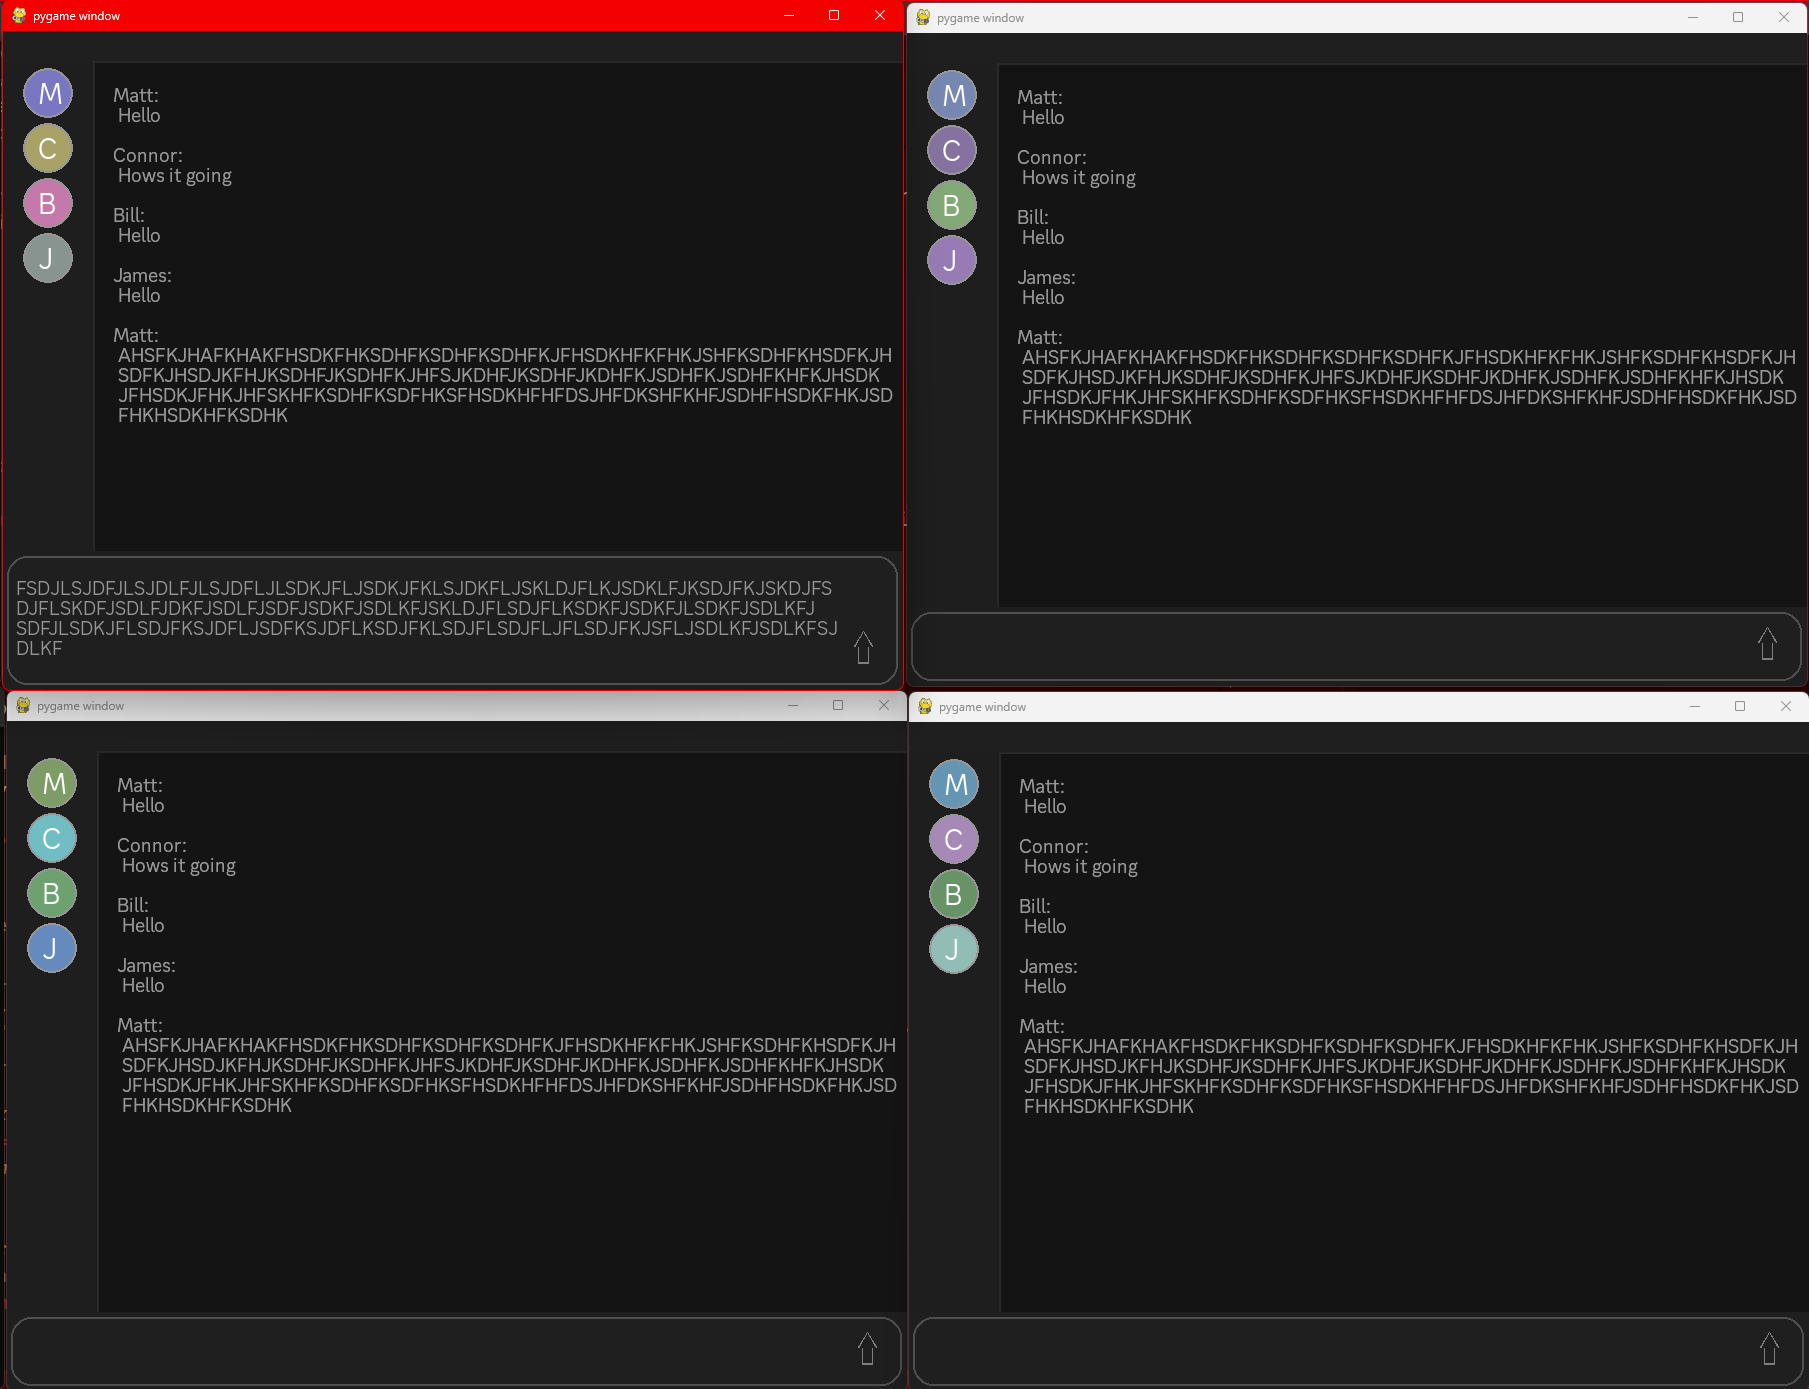 pygame window
M
C
B
J
Matt:
Hello
Connor:
Hows it going
Bill:
Hello
James:
Hello
Matt:
AHSFKJHAFKHAKFHSDKFHKSDHFKSDHFKSDHFKJFHSDKHFKFHKJSHFKSDHFKHSDFKJH
SDFKJHSDJKFHJKSDHFJKSDHFKJHFSJKDHFJKSDHFJKDHFKJSDHFKJSDHFKHFKJHSDK
JFHSDKJFHKJHFSKHFKSDHFKSDFHKSFHSDKHFHFDSJHFDKSHFKHFJSDHFHSDKFHKJSD
FHKHSDKHFKSDHK
FSDJLSJDFJLSJDLFJLSJDFLJLSDKJFLJSDKJFKLSJDKFLJSKLDJFLKJSDKLFJKSDJFKJSKDJFS
DJFLSKDFJSDLFJDKFJSDLFJSDFJSDKFJSDLKFJSKLDJFLSDJFLKSDKFJSDKFJLSDKFJSDLKFJ
SDFJLSDKJFLSDJFKSJDFLJSDFKSJDFLKSDJFKLSDJFLSDJFLJFLSDJFKJSFLJSDLKFJSDLKFSJ
DLKF
pygame window
M
C
B
J
Matt:
Hello
Connor:
Hows it going
Bill:
Hello
James:
Hello
Matt:
AHSFKJHAFKHAKFHSDKFHKSDHFKSDHFKSDHFKJFHSDKHFKFHKJSHFKSDHFKHSDFKJH
SDFKJHSDJKFHJKSDHFJKSDHFKJHFSJKDHFJKSDHFJKDHFKJSDHFKJSDHFKHFKJHSDK
JFHSDKJFHKJHFSKHFKSDHFKSDFHKSFHSDKHFHFDSJHFDKSHFKHFJSDHFHSDKFHKJSD
FHKHSDKHFKSDHK
pygame window
M
C
B
J
Matt:
Hello
Connor:
Hows it going
Bill:
Hello
James:
Hello
Matt:
AHSFKJHAFKHAKFHSDKFHKSDHFKSDHFKSDHFKJFHSDKHFKFHKJSHFKSDHFKHSDFKJH
SDFKJHSDJKFHJKSDHFJKSDHFKJHFSJKDHFJKSDHFJKDHFKJSDHFKJSDHFKHFKJHSDK
JFHSDKJFHKJHFSKHFKSDHFKSDFHKSFHSDKHFHFDSJHFDKSHFKHFJSDHFHSDKFHKJSD
FHKHSDKHFKSDHK
pygame window
M
C
B
J
Matt:
Hello
Connor:
Hows it going
Bill:
Hello
James:
Hello
Matt:
AHSFKJHAFKHAKFHSDKFHKSDHFKSDHFKSDHFKJFHSDKHFKFHKJSHFKSDHFKHSDFKJH
SDFKJHSDJKFHJKSDHFJKSDHFKJHFSJKDHFJKSDHFJKDHFKJSDHFKJSDHFKHFKJHSDK
JFHSDKJFHKJHFSKHFKSDHFKSDFHKSFHSDKHFHFDSJHFDKSHFKHFJSDHFHSDKFHKJSD
FHKHSDKHFKSDHK